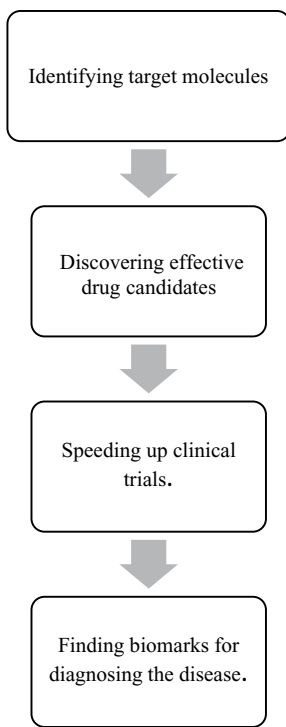 Identifying target molecules
Discovering effective
drug candidates
Speeding up clinical
trials.
Finding biomarks for
diagnosing the disease.